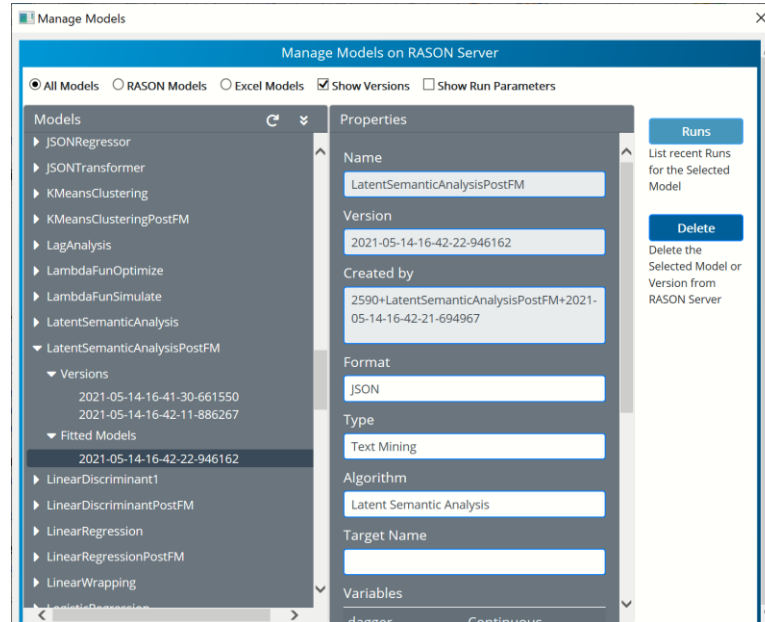 Manage Models
Manage Models on RASON Server
All Models RASON Models Excel Models Show Versions Show Run Parameters
Models
JSONRegressor
JSONTransformer
KMeansClustering
KMeansClusteringPostFM
LagAnalysis
LambdaFunOptimize
LambdaFunSimulate
LatentSemanticAnalysis
LatentSemanticAnalysisPostFM
Versions
2021-05-14-16-41-30-661550
2021-05-14-16-42-11-886267
Fitted Models
2021-05-14-16-42-22-946162
LinearDiscriminant1
LinearDiscriminantPostFM
LinearRegression
LinearRegressionPostFM
LinearWrapping
LogisticRegression
Properties
Name
LatentSemanticAnalysisPostFM
Version
2021-05-14-16-42-22-946162
Created by
2590+LatentSemanticAnalysisPostFM+2021-
05-14-16-42-21-694967
Format
JSON
Type
Text Mining
Algorithm
Latent Semantic Analysis
Target Name
Variables
dagger Continuous
Runs
List recent Runs
for the Selected
Model
Delete
Delete the
Selected Model or
Version from
RASON Server